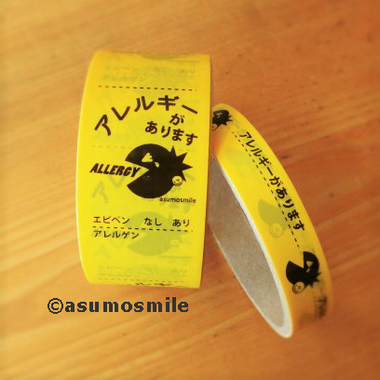 アレルギー
が
あります
ALLERGY
asumosmile
エピペン なし あり
アレルゲン
アレルギーがあります
©asumosmile